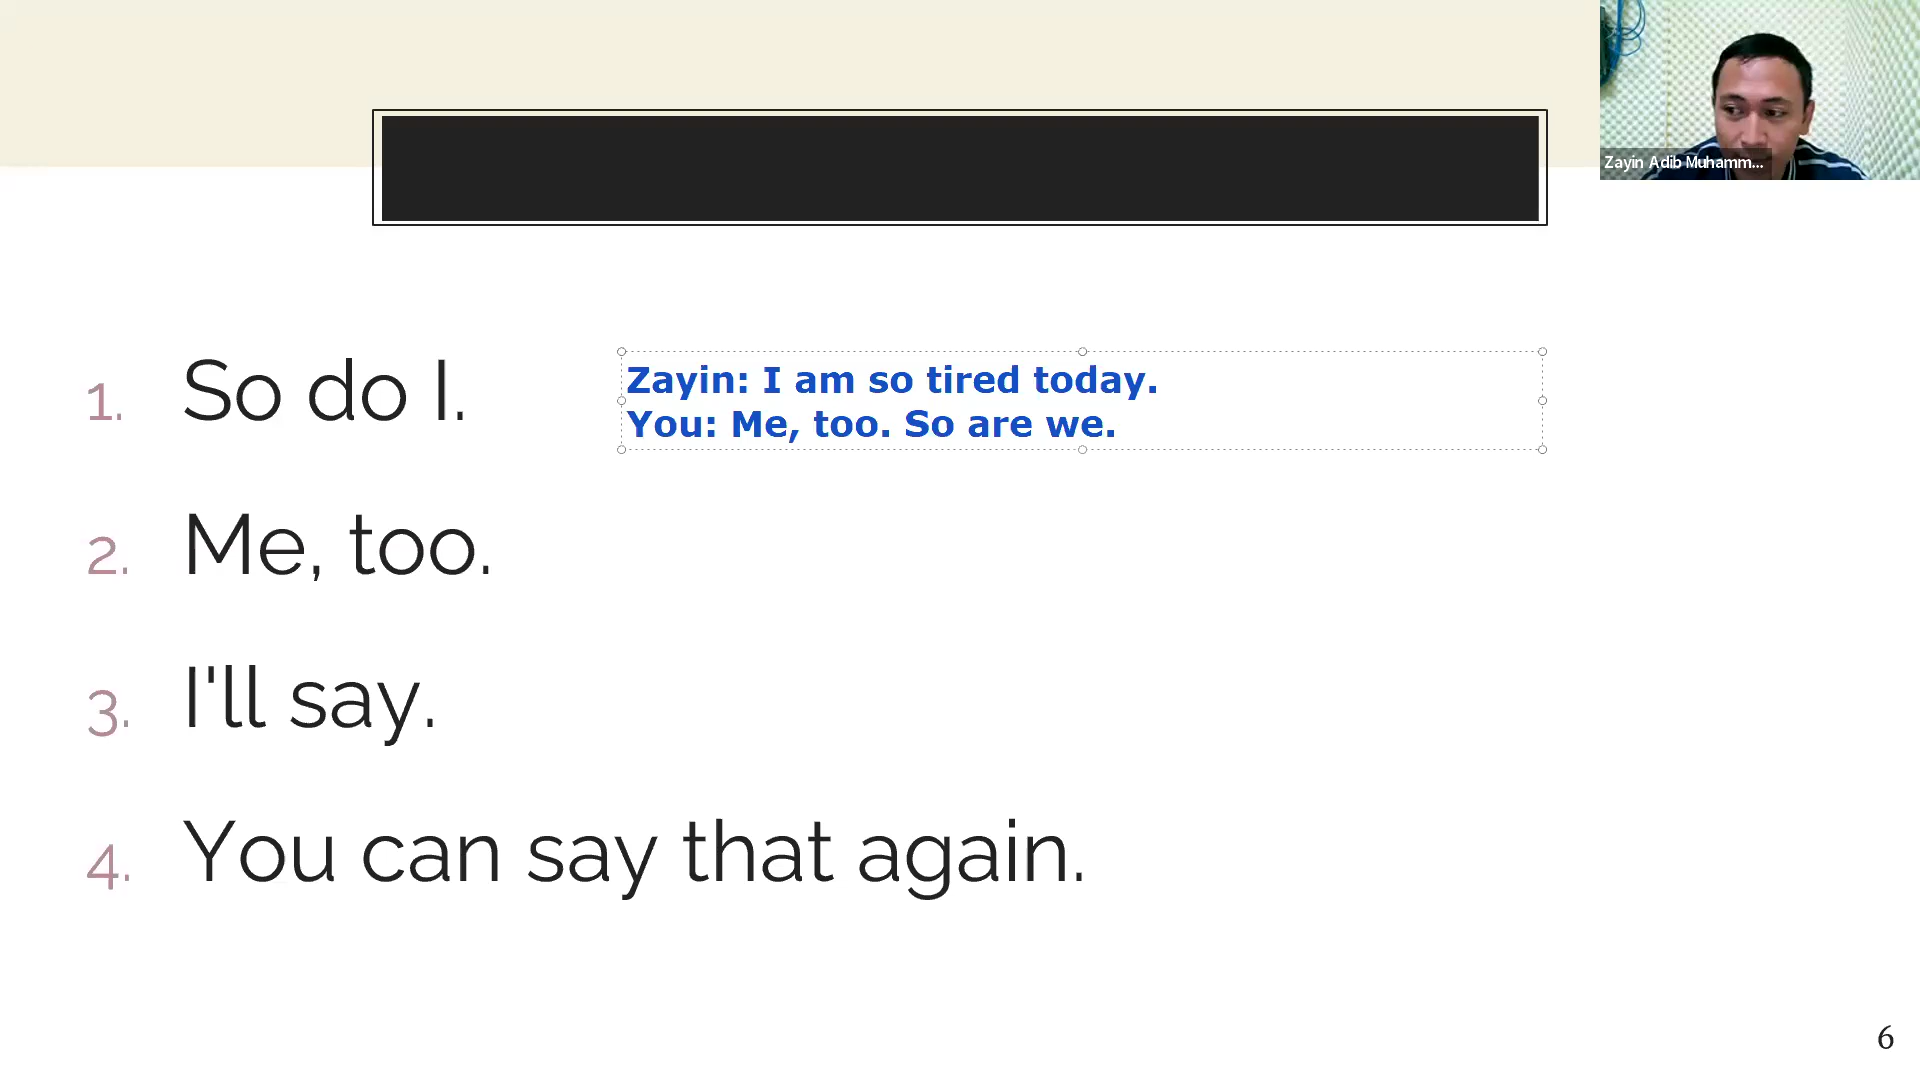 Zayin Adib Muhamm...
1. So do I.
Zayin: I am so tired today.
You: Me, too. So are we.
2. Me, too.
3. I'll say.
4. You can say that again.
6